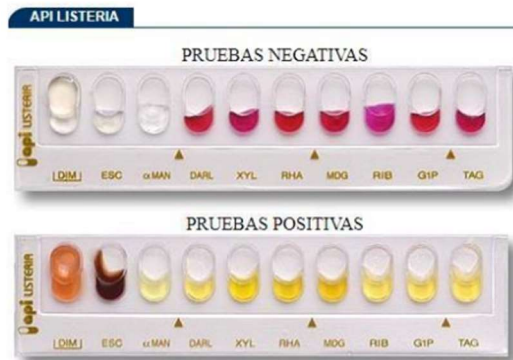 API LISTERIA
PRUEBAS NEGATIVAS
api LISTERIA
DIM ESC αMAN DARL XYL RHA MDG RIB G1P TAG
PRUEBAS POSITIVAS
api LISTERIA
DIM ESC αMAN DARL XYL RHA MDG RIB G1P TAG